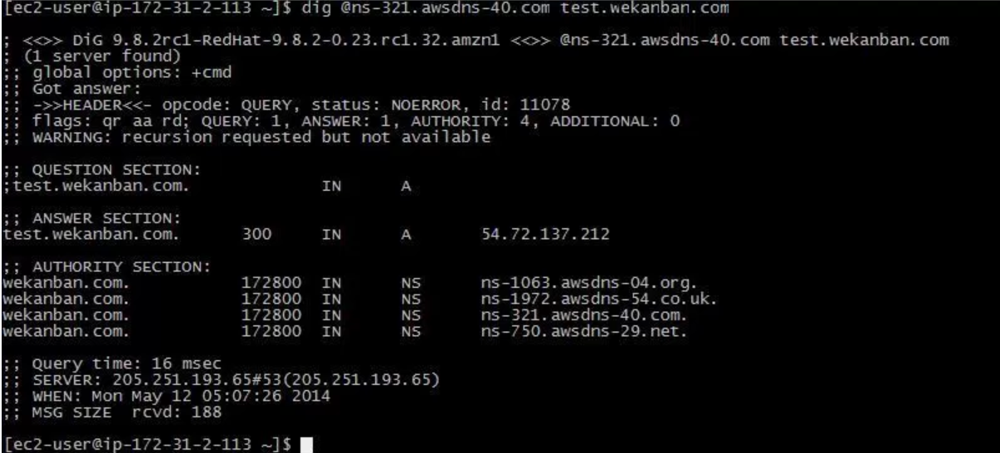 [ec2-user@ip-172-31-2-113 ~]$ dig @ns-321.awsdns-40.com test.wekanban.com
; <<>> DiG 9.8.2rc1-RedHat-9.8.2-0.23.rc1.32.amzn1 <<>> @ns-321.awsdns-40.com test.wekanban.com
; (1 server found)
;; global options: +cmd
;; Got answer:
;; ->>HEADER<<- opcode: QUERY, status: NOERROR, id: 11078
;; flags: qr aa rd; QUERY: 1, ANSWER: 1, AUTHORITY: 4, ADDITIONAL: 0
;; WARNING: recursion requested but not available
;; QUESTION SECTION:
;test.wekanban.com. IN A
;; ANSWER SECTION:
test.wekanban.com. 300 IN A 54.72.137.212
;; AUTHORITY SECTION:
wekanban.com. 172800 IN NS ns-1063.awsdns-04.org.
wekanban.com. 172800 IN NS ns-1972.awsdns-54.co.uk.
wekanban.com. 172800 IN NS ns-321.awsdns-40.com.
wekanban.com. 172800 IN NS ns-750.awsdns-29.net.
;; Query time: 16 msec
;; SERVER: 205.251.193.65#53(205.251.193.65)
;; WHEN: Mon May 12 05:07:26 2014
;; MSG SIZE rcvd: 188
[ec2-user@ip-172-31-2-113 ~]$